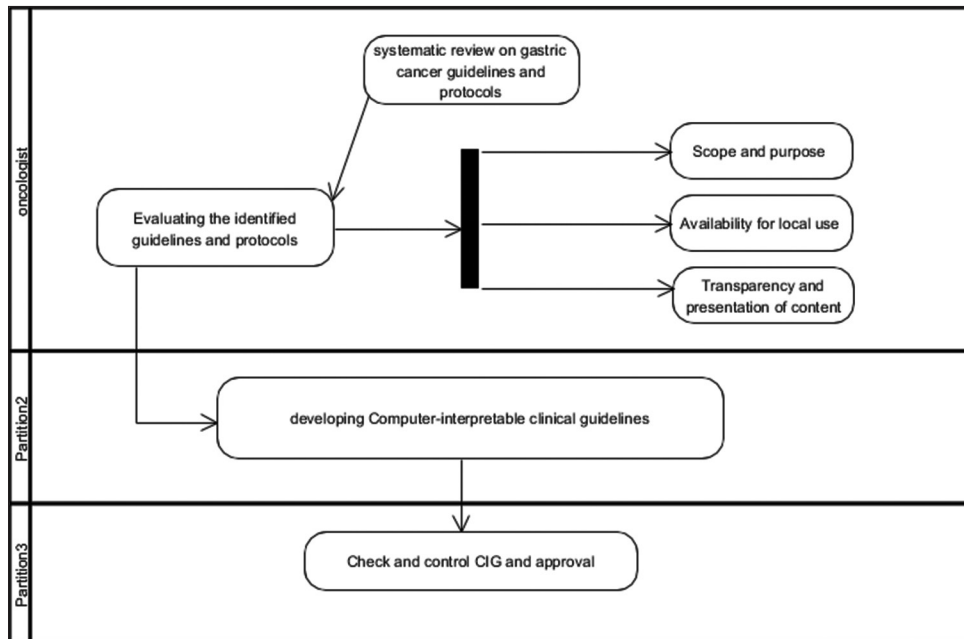 oncologist
systematic review on gastric
cancer guidelines and
protocols
Scope and purpose
Evaluating the identified
guidelines and protocols
Availability for local use
Transparency and
presentation of content
Partition2
developing Computer-interpretable clinical guidelines
Partition3
Check and control CIG and approval